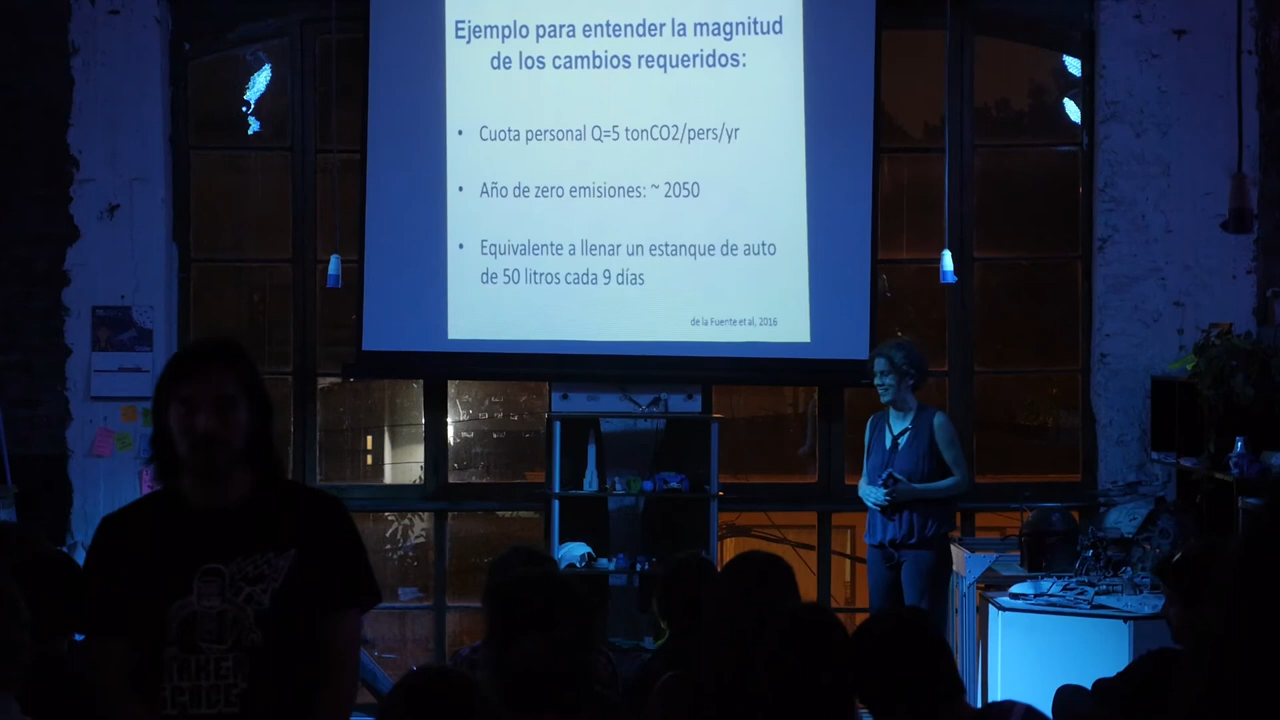 Ejemplo para entender la magnitud
de los cambios requeridos:
• Cuota personal Q=5 tonCO2/pers/yr
• Año de zero emisiones: ~ 2050
• Equivalente a llenar un estanque de auto
de 50 litros cada 9 días
de la Fuente et al, 2016
SPACE